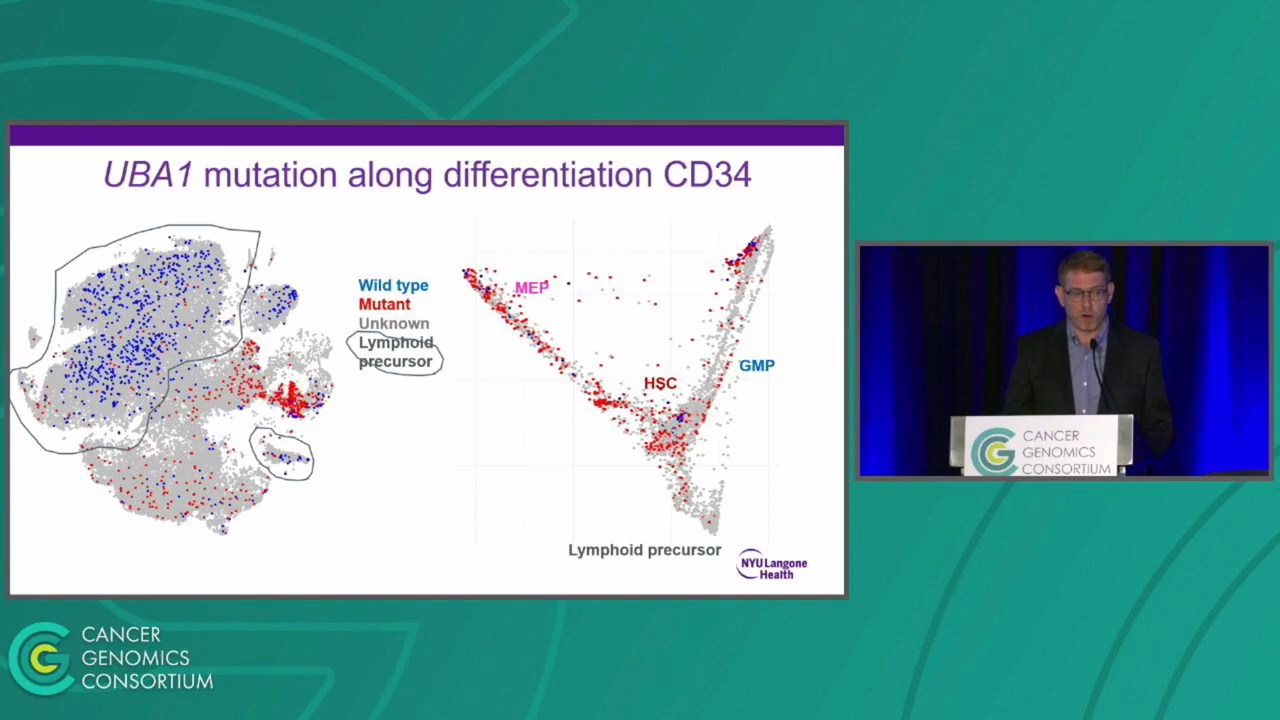 UBA1 mutation along differentiation CD34
Wild type
Mutant
Unknown
Lymphoid
precursor
MEP
HSC
GMP
Lymphoid precursor
NYU Langone
Health
CANCER
GENOMICS
CONSORTIUM
CANCER
GENOMICS
CONSORTIUM